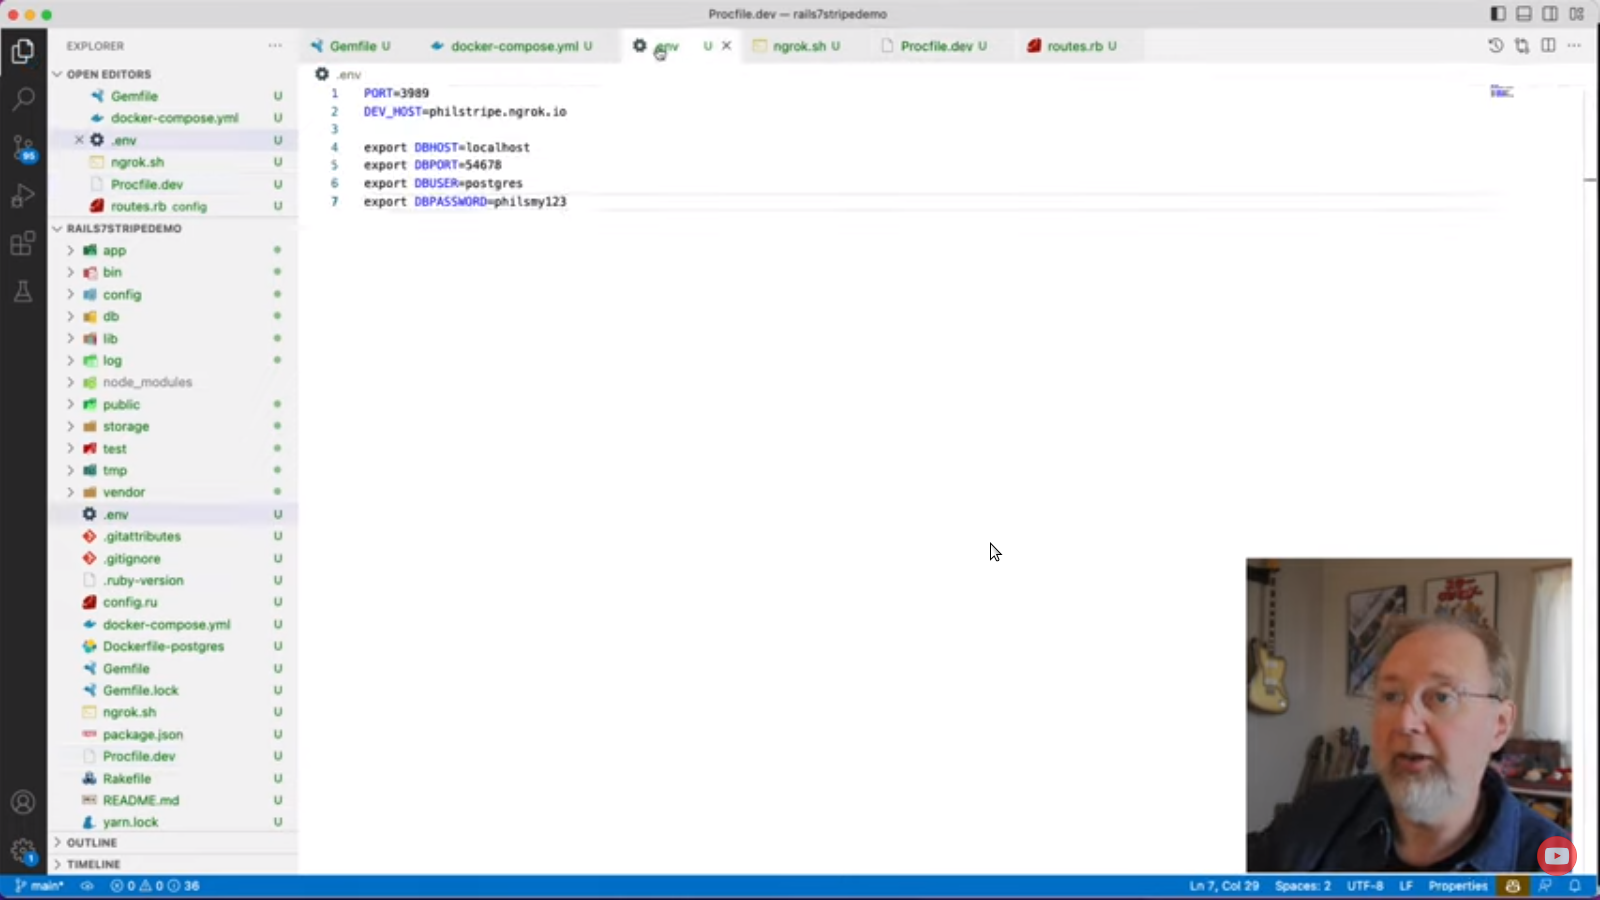 Procfile.dev — rails7stripedemo
EXPLORER
Gemfile U
docker-compose.yml U
.env U
ngrok.sh U
Procfile.dev U
routes.rb U
OPEN EDITORS
Gemfile U
docker-compose.yml U
.env U
ngrok.sh U
Procfile.dev U
routes.rb config U
RAILS7STRIPEDEMO
app
bin
config
db
lib
log
node_modules
public
storage
test
tmp
vendor
.env U
.gitattributes U
.gitignore U
.ruby-version U
config.ru U
docker-compose.yml U
Dockerfile-postgres U
Gemfile U
Gemfile.lock U
ngrok.sh U
package.json U
Procfile.dev U
Rakefile U
README.md U
yarn.lock U
OUTLINE
TIMELINE
95
1
.env
1 PORT=3989
2 DEV_HOST=philstripe.ngrok.io
3
4 export DBHOST=localhost
5 export DBPORT=54678
6 export DBUSER=postgres
7 export DBPASSWORD=philsmy123
main*
0 0 36
Ln 7, Col 29
Spaces: 2
UTF-8
LF
Properties